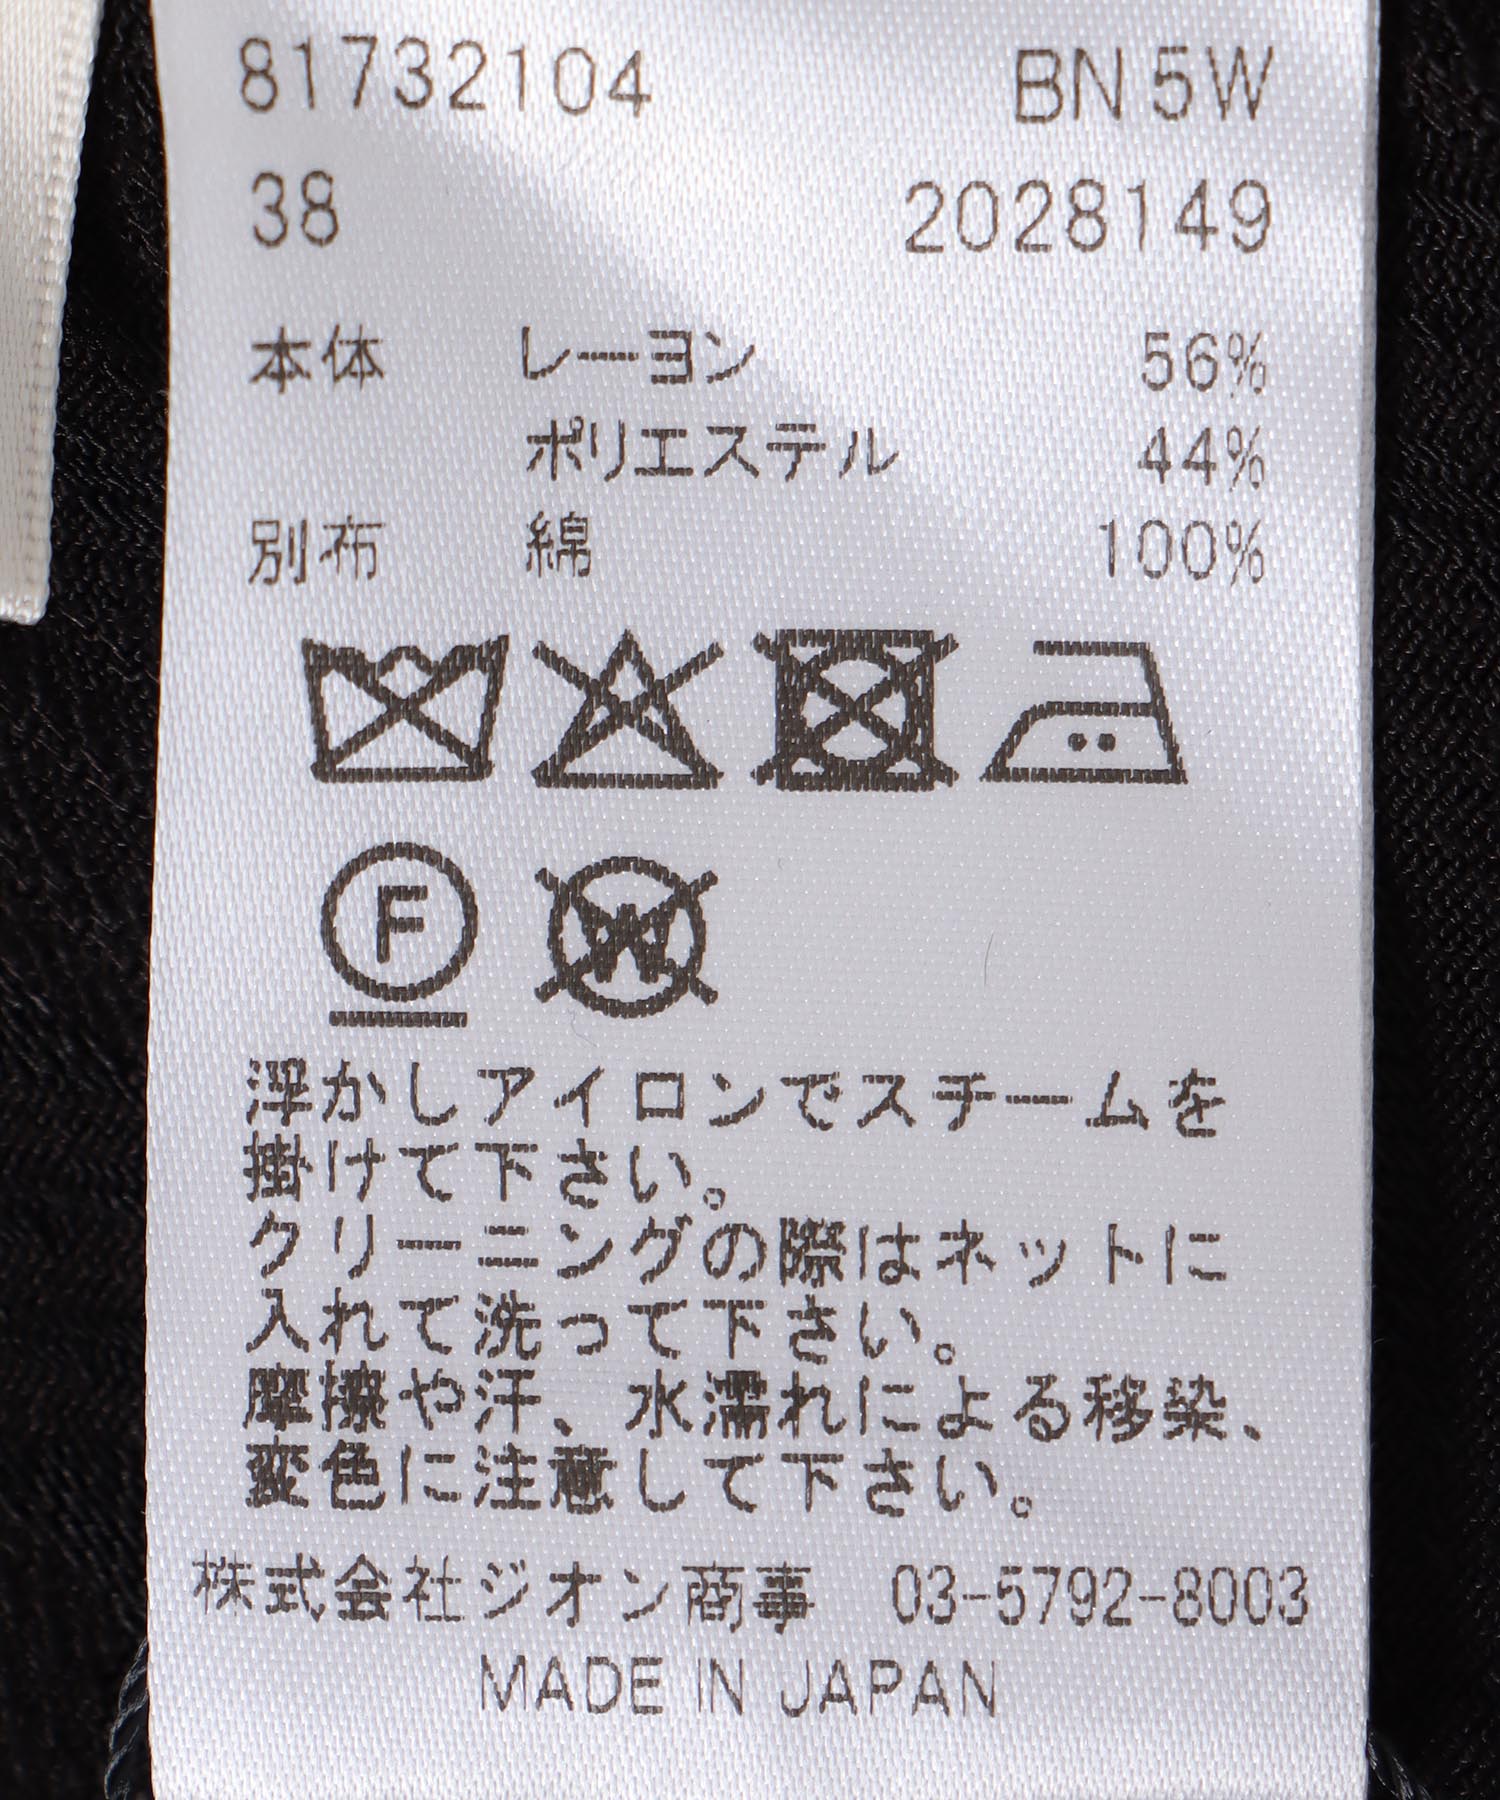 81732104 BN 5W
38 2028149
本体 レーヨン 56%
ポリエステル 44%
別布 綿 100%
F
W
浮かしアイロンでスチームを
掛けて下さい。
クリーニングの際はネットに
入れて洗って下さい。
摩擦や汗、水濡れによる移染、
変色に注意して下さい。
株式会社ジオン商事 03-5792-8003
MADE IN JAPAN